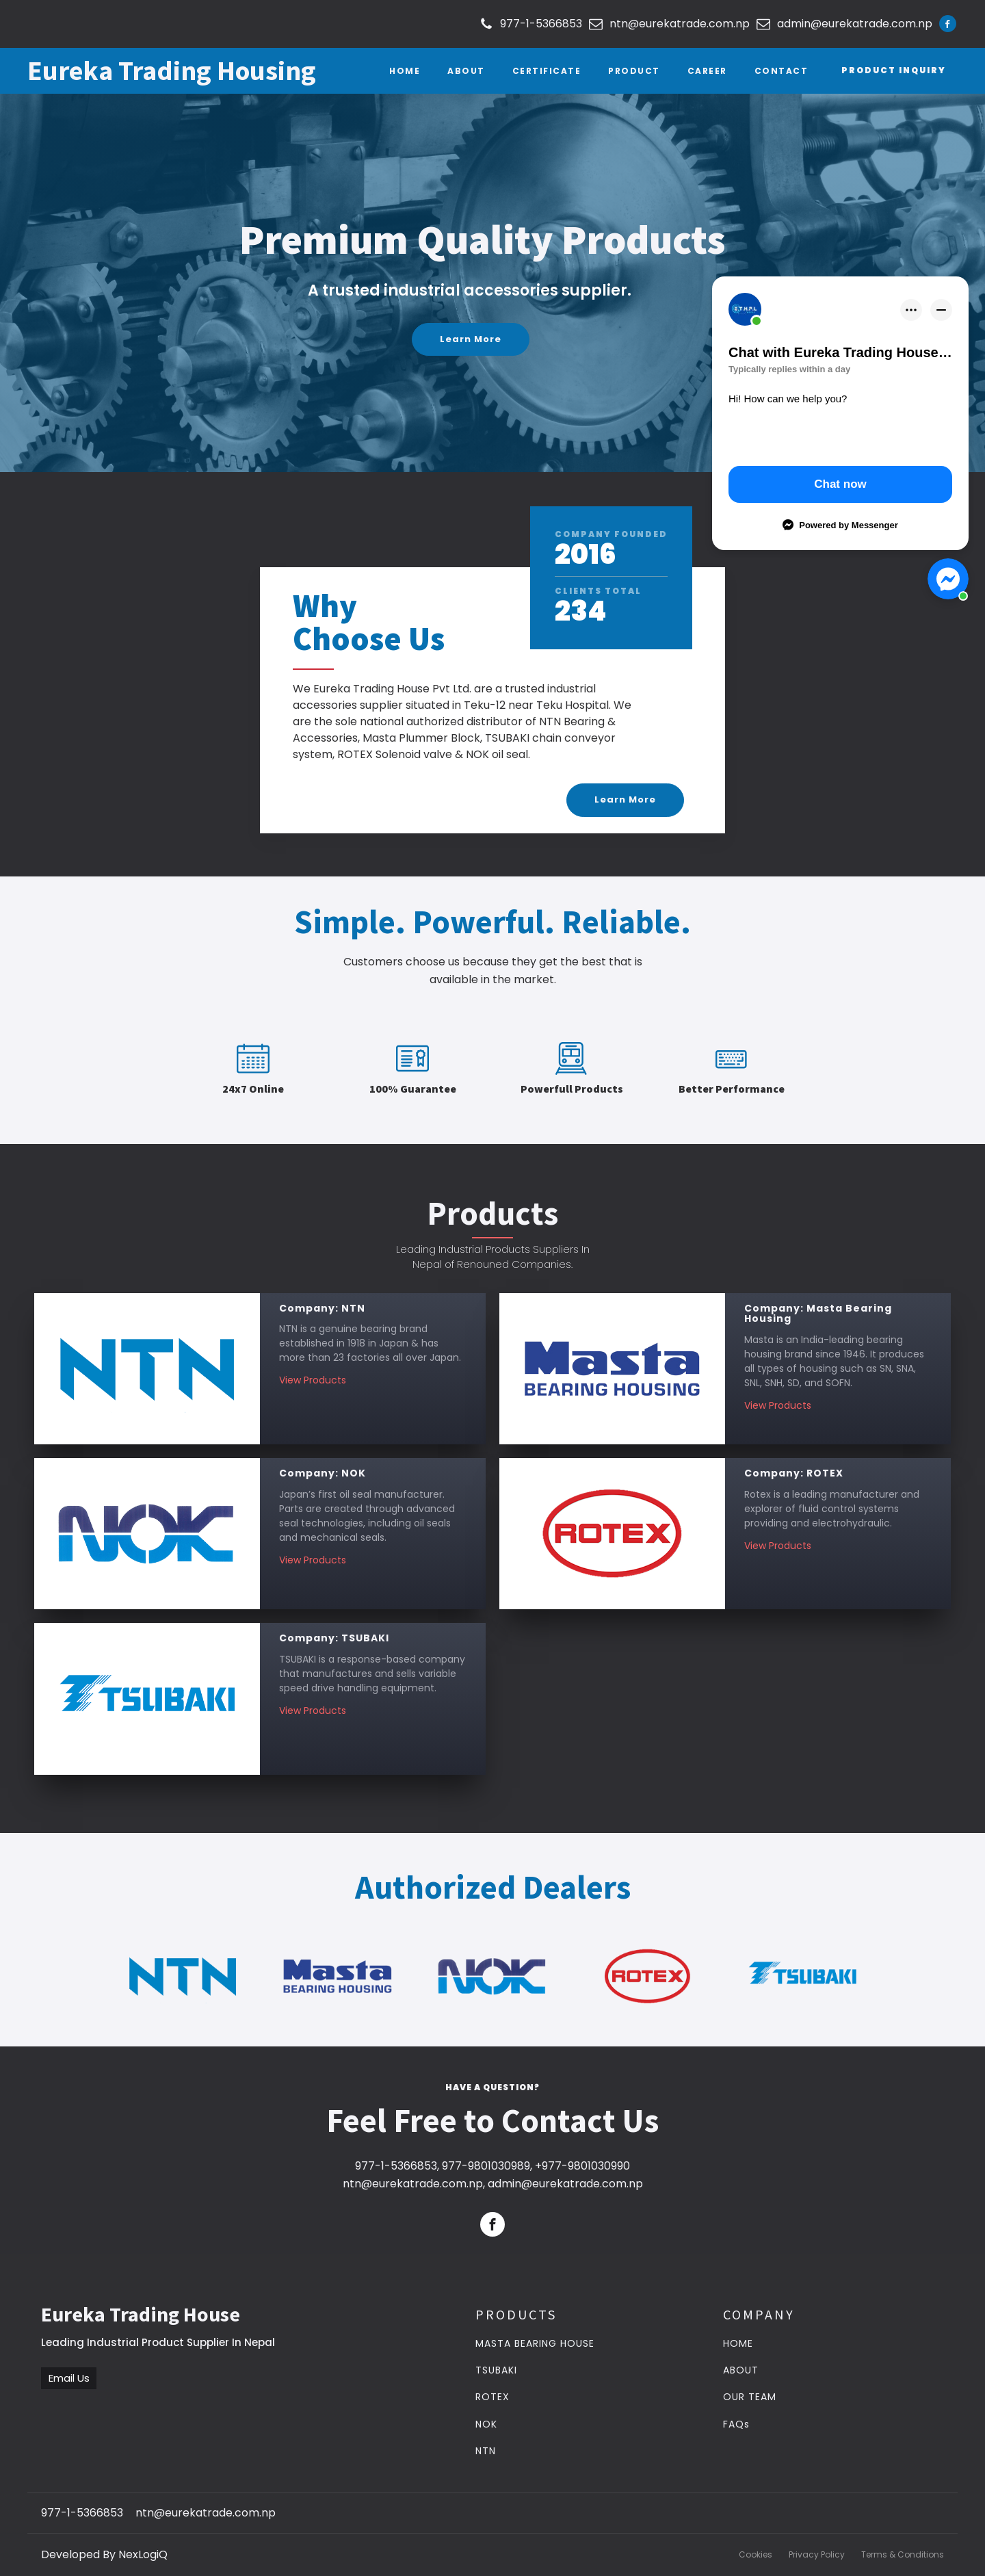 977-1-5366853 ntn@eurekatrade.com.np admin@eurekatrade.com.np
Eureka Trading Housing
HOME ABOUT CERTIFICATE PRODUCT CAREER CONTACT PRODUCT INQUIRY
Premium Quality Products
A trusted industrial accessories supplier.
Learn More
E.T.H.P.L
Chat with Eureka Trading House…
Typically replies within a day
Hi! How can we help you?
Chat now
Powered by Messenger
COMPANY FOUNDED
2016
CLIENTS TOTAL
234
Why
Choose Us
We Eureka Trading House Pvt Ltd. are a trusted industrial
accessories supplier situated in Teku-12 near Teku Hospital. We
are the sole national authorized distributor of NTN Bearing &
Accessories, Masta Plummer Block, TSUBAKI chain conveyor
system, ROTEX Solenoid valve & NOK oil seal.
Learn More
Simple. Powerful. Reliable.
Customers choose us because they get the best that is
available in the market.
24x7 Online
100% Guarantee
Powerfull Products
Better Performance
Products
Leading Industrial Products Suppliers In
Nepal of Renouned Companies.
NTN
Company: NTN
NTN is a genuine bearing brand
established in 1918 in Japan & has
more than 23 factories all over Japan.
View Products
Masta
BEARING HOUSING
Company: Masta Bearing
Housing
Masta is an India-leading bearing
housing brand since 1946. It produces
all types of housing such as SN, SNA,
SNL, SNH, SD, and SOFN.
View Products
NOK
Company: NOK
Japan’s first oil seal manufacturer.
Parts are created through advanced
seal technologies, including oil seals
and mechanical seals.
View Products
ROTEX
Company: ROTEX
Rotex is a leading manufacturer and
explorer of fluid control systems
providing and electrohydraulic.
View Products
TSUBAKI
Company: TSUBAKI
TSUBAKI is a response-based company
that manufactures and sells variable
speed drive handling equipment.
View Products
Authorized Dealers
NTN
Masta
BEARING HOUSING
NOK
ROTEX
TSUBAKI
HAVE A QUESTION?
Feel Free to Contact Us
977-1-5366853, 977-9801030989, +977-9801030990
ntn@eurekatrade.com.np, admin@eurekatrade.com.np
Eureka Trading House
Leading Industrial Product Supplier In Nepal
Email Us
PRODUCTS
MASTA BEARING HOUSE
TSUBAKI
ROTEX
NOK
NTN
COMPANY
HOME
ABOUT
OUR TEAM
FAQs
977-1-5366853 ntn@eurekatrade.com.np
Developed By NexLogiQ
Cookies Privacy Policy Terms & Conditions